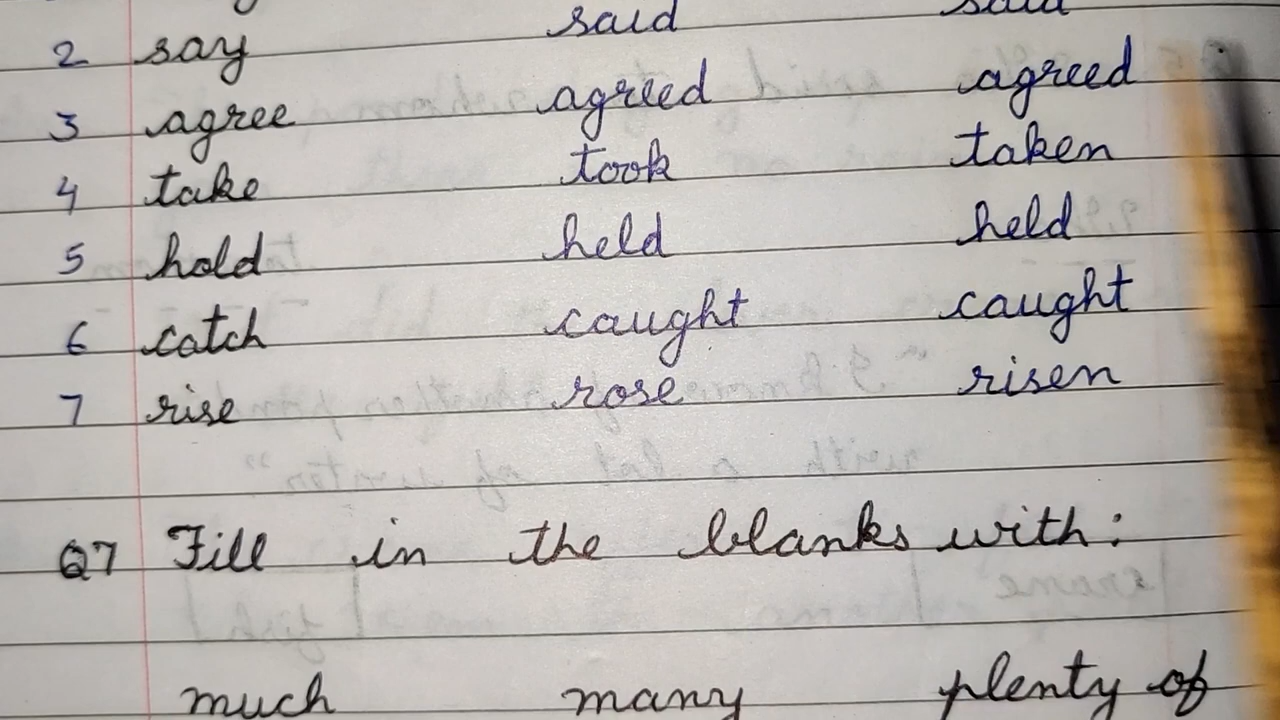 2 say said said
3 agree agreed agreed
4 take took taken
5 hold held held
6 catch caught caught
7 rise rose risen
Q7 Fill in the blanks with:
much many plenty of